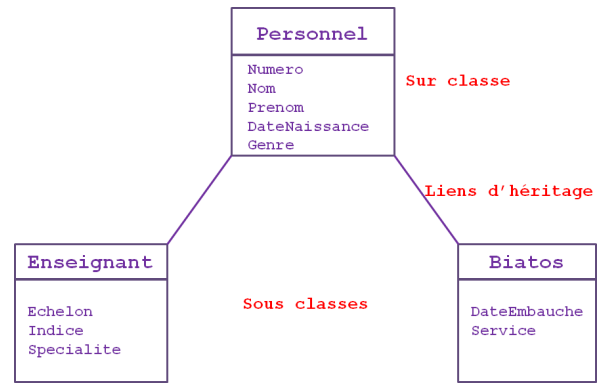 Personnel
Numero
Nom
Prenom
DateNaissance
Genre
Sur classe
Liens d'héritage
Enseignant
Echelon
Indice
Specialite
Sous classes
Biatos
DateEmbauche
Service